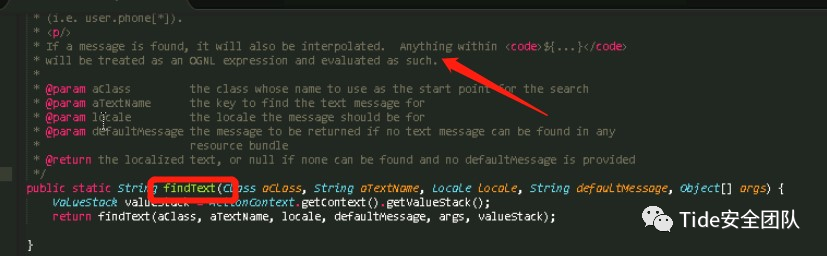 * (i.e. user.phone[*]).
* <p/>
* If a message is found, it will also be interpolated.  Anything within <code>${...}</code>
* will be treated as an OGNL expression and evaluated as such.
*
* @param aClass         the class whose name to use as the start point for the search
* @param aTextName      the key to find the text message for
* @param locale         the locale the message should be for
* @param defaultMessage the message to be returned if no text message can be found in any
*                       resource bundle
* @return the localized text, or null if none can be found and no defaultMessage is provided
*/
public static String findText(Class aClass, String aTextName, Locale locale, String defaultMessage, Object[] args) {
ValueStack valueStack = ActionContext.getContext().getValueStack();
return findText(aClass, aTextName, locale, defaultMessage, args, valueStack);
}
Tide安全团队